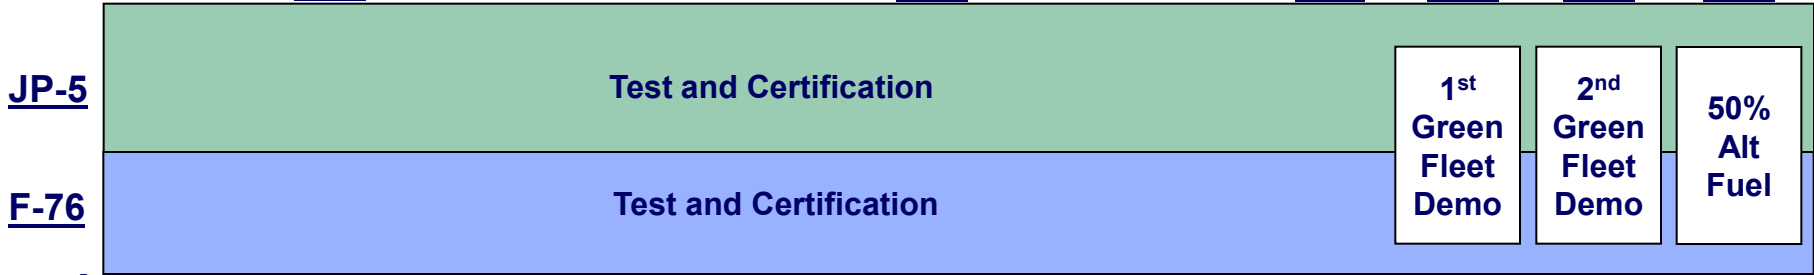 JP-5
Test and Certification
1st
Green
Fleet
Demo
2nd
Green
Fleet
Demo
50%
Alt
Fuel
F-76
Test and Certification